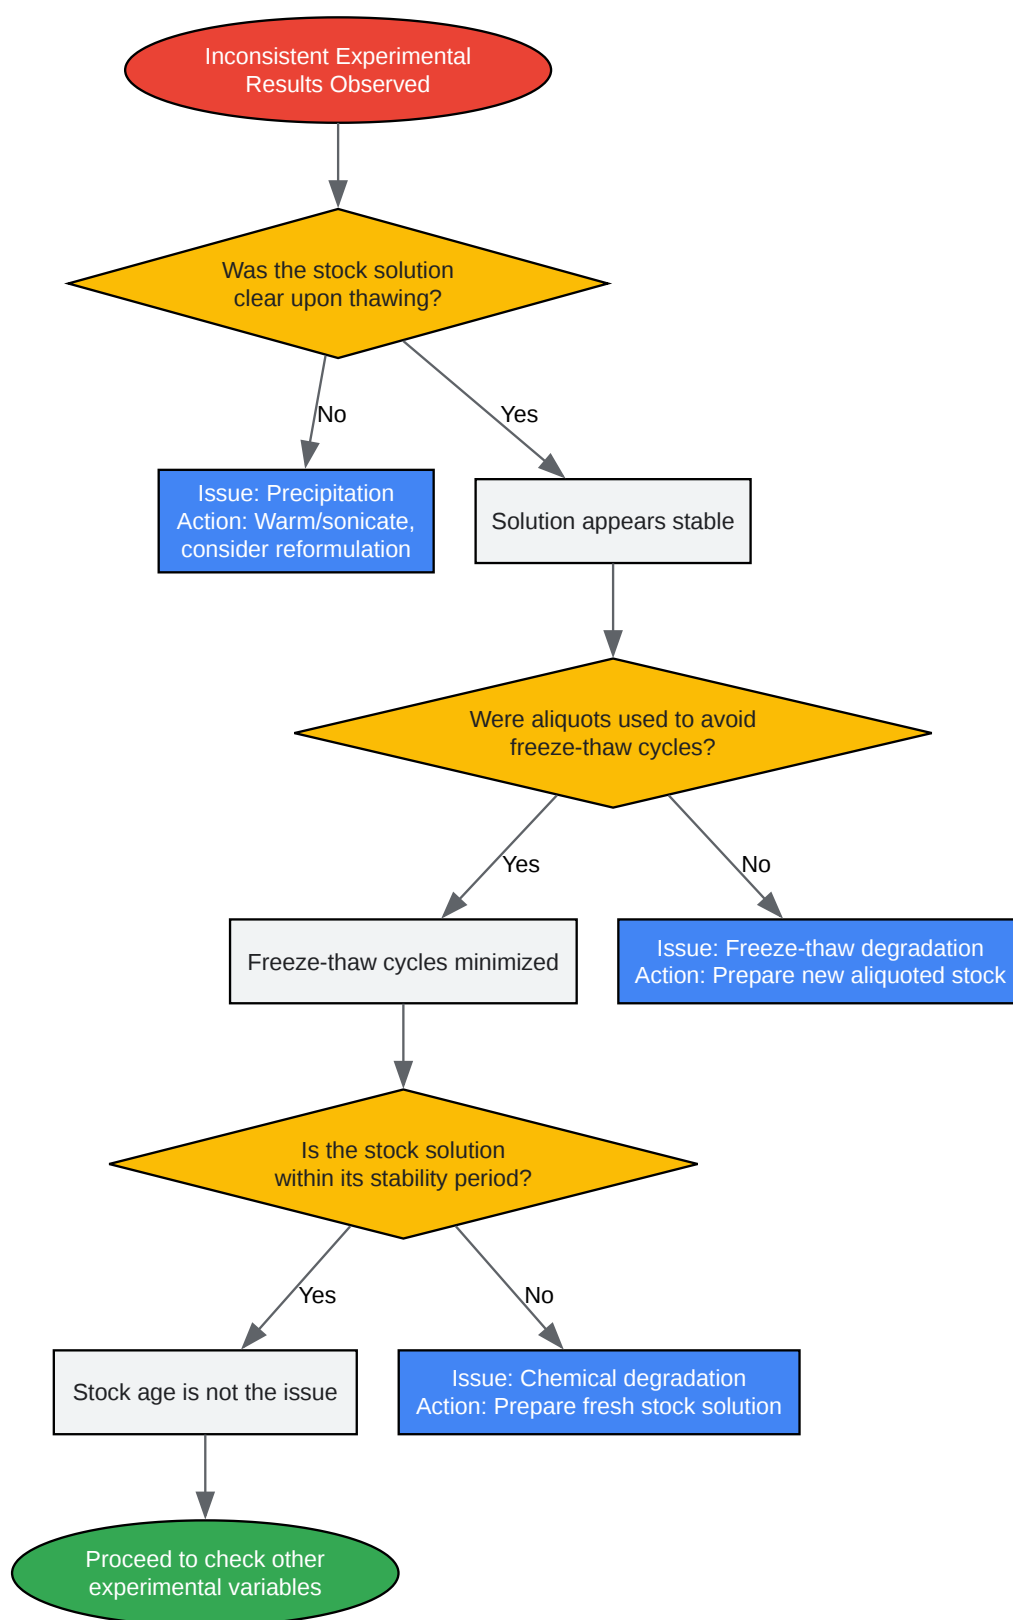 Inconsistent Experimental
Results Observed
Was the stock solution
clear upon thawing?
No
Yes
Issue: Precipitation
Action: Warm/sonicate,
consider reformulation
Solution appears stable
Were aliquots used to avoid
freeze-thaw cycles?
Yes
No
Freeze-thaw cycles minimized
Issue: Freeze-thaw degradation
Action: Prepare new aliquoted stock
Is the stock solution
within its stability period?
Yes
No
Stock age is not the issue
Issue: Chemical degradation
Action: Prepare fresh stock solution
Proceed to check other
experimental variables